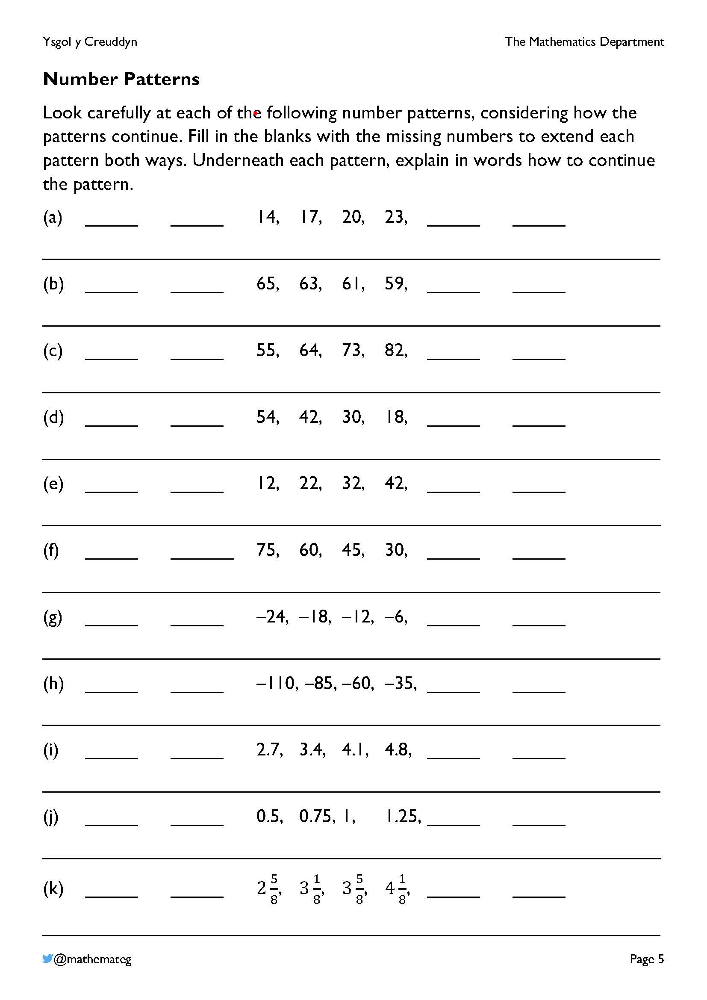 Ysgol y Creuddyn The Mathematics Department
Number Patterns
Look carefully at each of the following number patterns, considering how the
patterns continue. Fill in the blanks with the missing numbers to extend each
pattern both ways. Underneath each pattern, explain in words how to continue
the pattern.
(a) ______ ______ 14, 17, 20, 23, ______ ______
(b) ______ ______ 65, 63, 61, 59, ______ ______
(c) ______ ______ 55, 64, 73, 82, ______ ______
(d) ______ ______ 54, 42, 30, 18, ______ ______
(e) ______ ______ 12, 22, 32, 42, ______ ______
(f) ______ ______ 75, 60, 45, 30, ______ ______
(g) ______ ______ –24, –18, –12, –6, ______ ______
(h) ______ ______ –110, –85, –60, –35, ______ ______
(i) ______ ______ 2.7, 3.4, 4.1, 4.8, ______ ______
(j) ______ ______ 0.5, 0.75, 1, 1.25, ______ ______
(k) ______ ______ 2 5/8, 3 1/8, 3 5/8, 4 1/8, ______ ______
@mathemateg Page 5